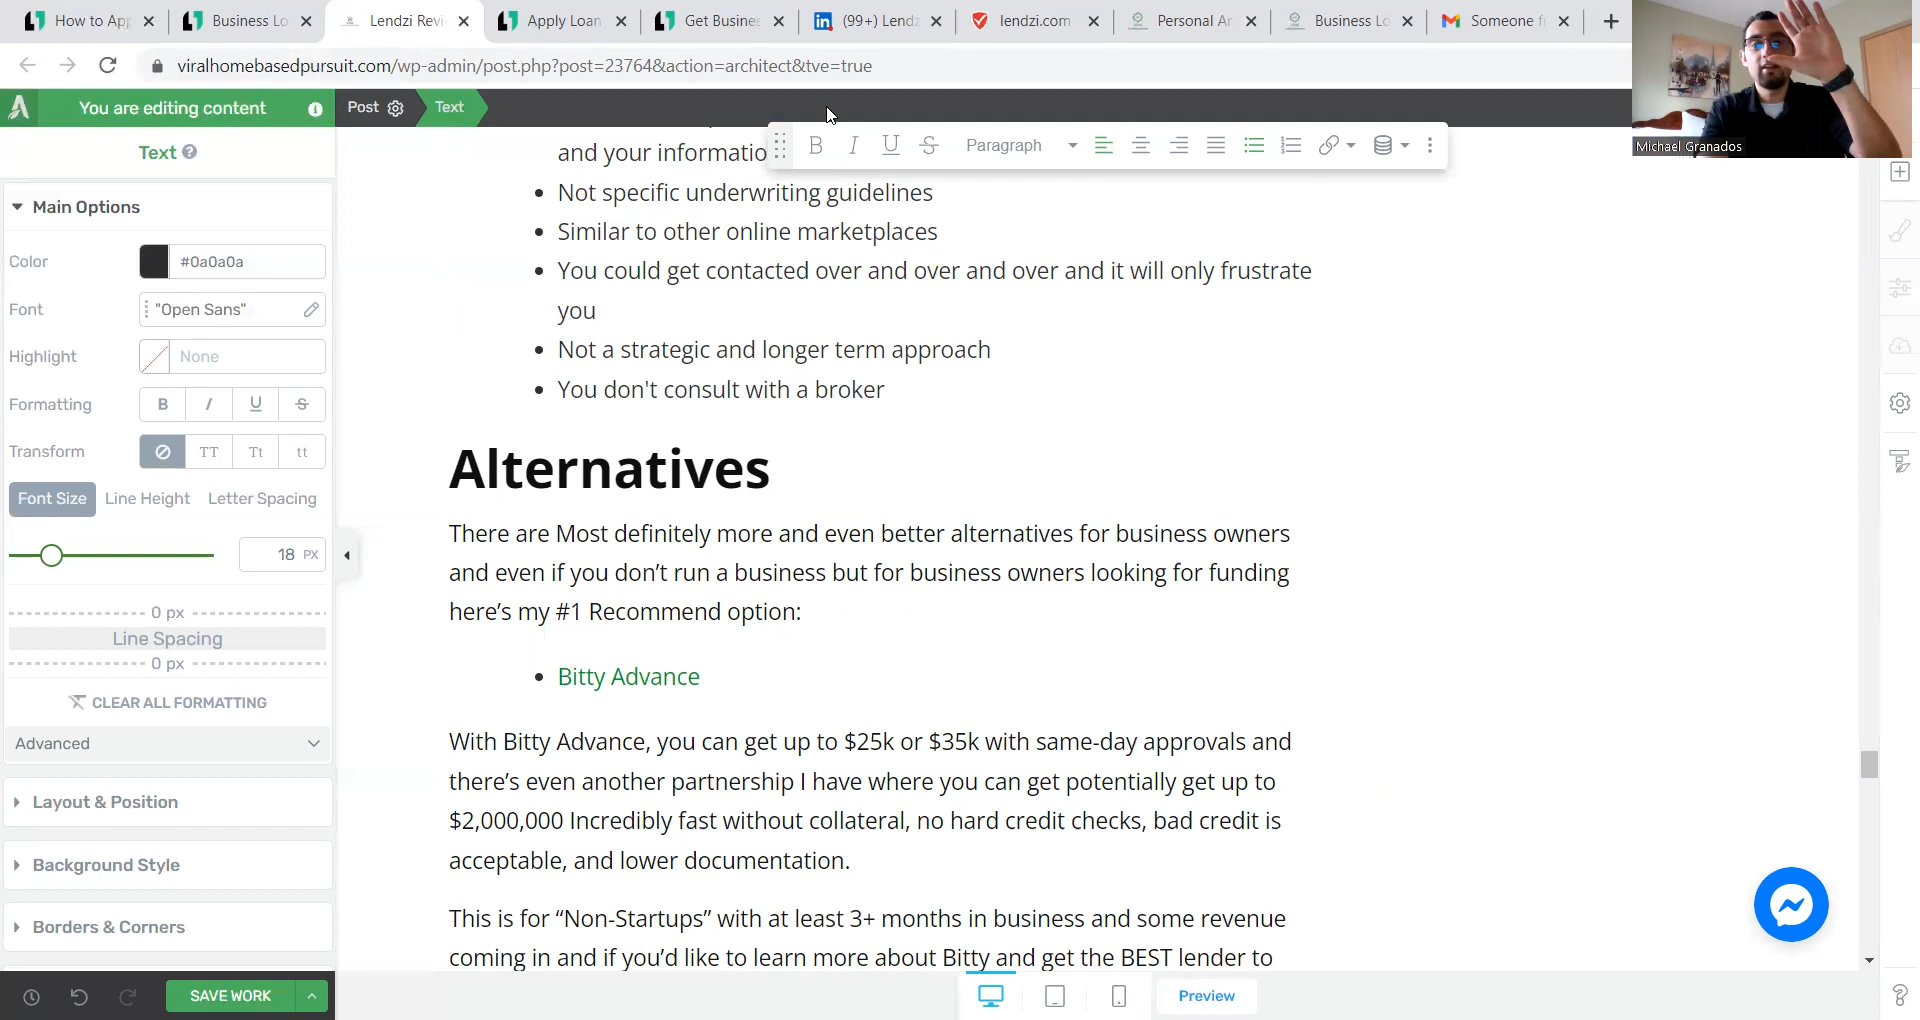 How to App
Business Lo
Lendzi Revi
Apply Loan
Get Busine
(99+) Lendz
lendzi.com
Personal An
Business Lo
Someone fi
viralhomebasedpursuit.com/wp-admin/post.php?post=23764&action=architect&tve=true
You are editing content
Post
Text
Michael Granados
Text
Paragraph
and your informatio
Main Options
Not specific underwriting guidelines
Similar to other online marketplaces
Color
#0a0a0a
You could get contacted over and over and over and it will only frustrate
you
Font
"Open Sans"
Highlight
None
Not a strategic and longer term approach
You don't consult with a broker
Formatting
B I U S
Transform
TT Tt tt
Alternatives
Font Size Line Height Letter Spacing
There are Most definitely more and even better alternatives for business owners
and even if you don't run a business but for business owners looking for funding
here's my #1 Recommend option:
18 PX
0 px
Line Spacing
0 px
Bitty Advance
CLEAR ALL FORMATTING
Advanced
With Bitty Advance, you can get up to $25k or $35k with same-day approvals and
there's even another partnership I have where you can get potentially get up to
$2,000,000 Incredibly fast without collateral, no hard credit checks, bad credit is
acceptable, and lower documentation.
Layout & Position
Background Style
Borders & Corners
This is for “Non-Startups” with at least 3+ months in business and some revenue
coming in and if you'd like to learn more about Bitty and get the BEST lender to
SAVE WORK
Preview